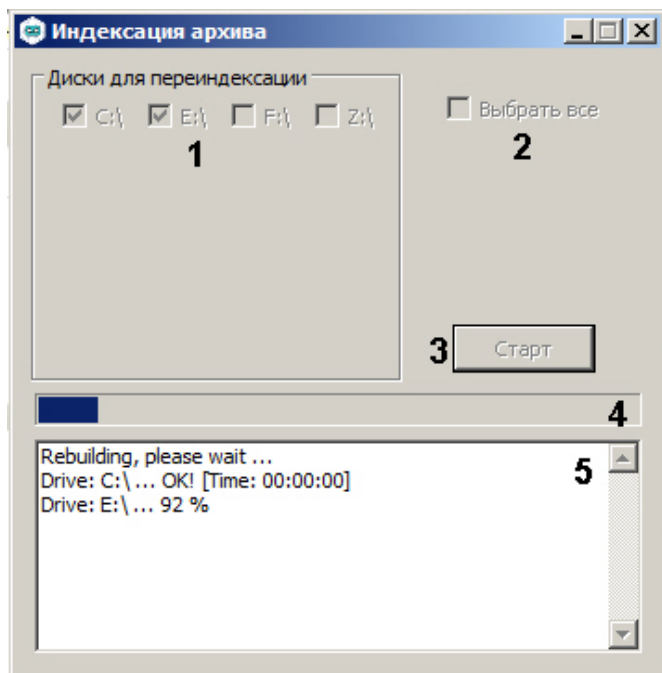 Индексация архива
Диски для переиндексации
C:\ E:\ F:\ Z:\
Выбрать все
1
2
3
Старт
4
Rebuilding, please wait ...
5
Drive: C:\ ... OK! [Time: 00:00:00]
Drive: E:\ ... 92 %